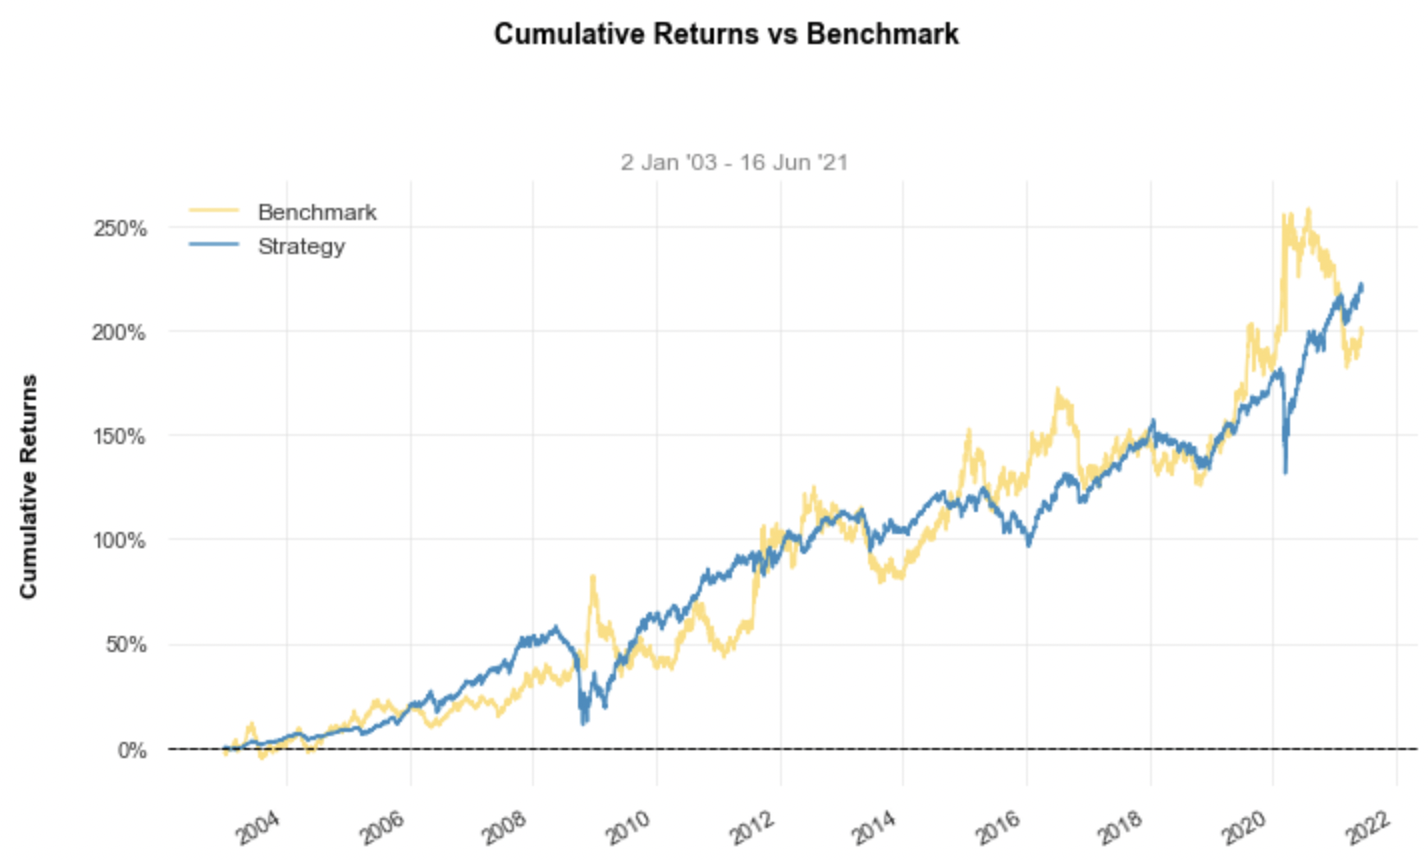 Cumulative Returns vs Benchmark
2 Jan '03 - 16 Jun '21
Benchmark
Strategy
250%
200%
150%
100%
50%
0%
Cumulative Returns
2004 2006 2008 2010 2012 2014 2016 2018 2020 2022